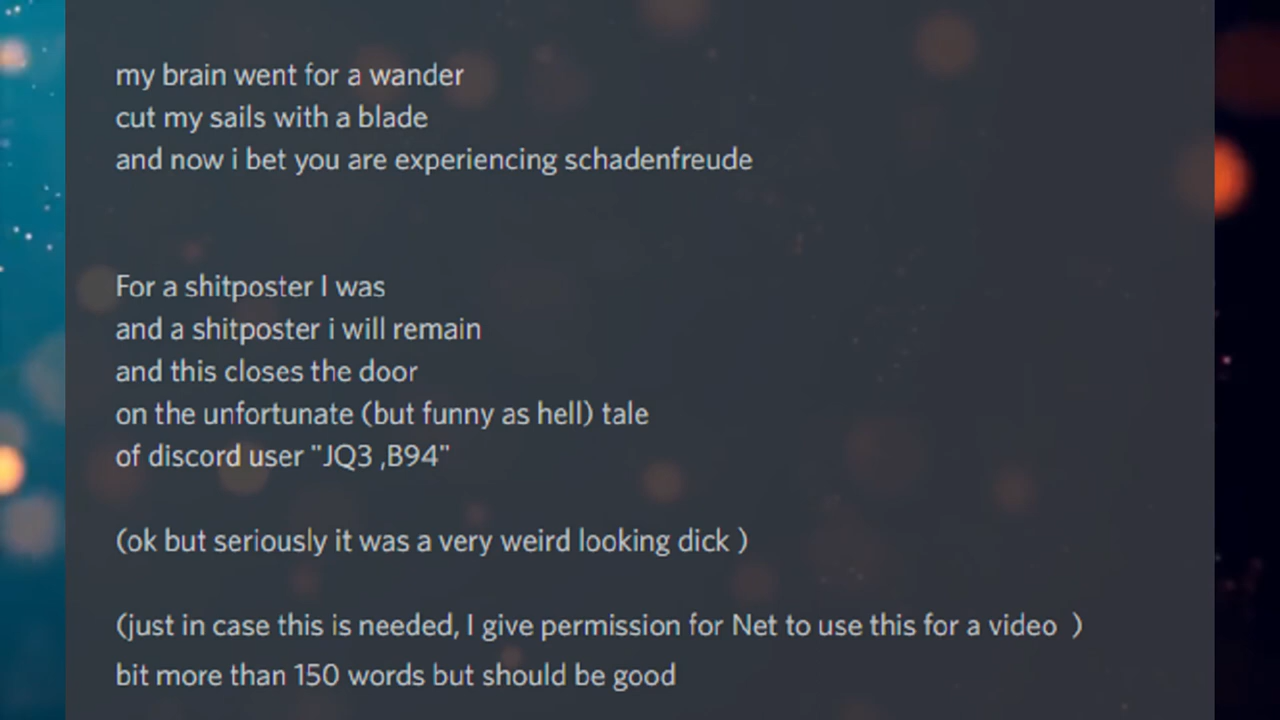 my brain went for a wander
cut my sails with a blade
and now i bet you are experiencing schadenfreude
For a shitposter I was
and a shitposter i will remain
and this closes the door
on the unfortunate (but funny as hell) tale
of discord user "JQ3 ,B94"
(ok but seriously it was a very weird looking dick )
(just in case this is needed, I give permission for Net to use this for a video  )
bit more than 150 words but should be good